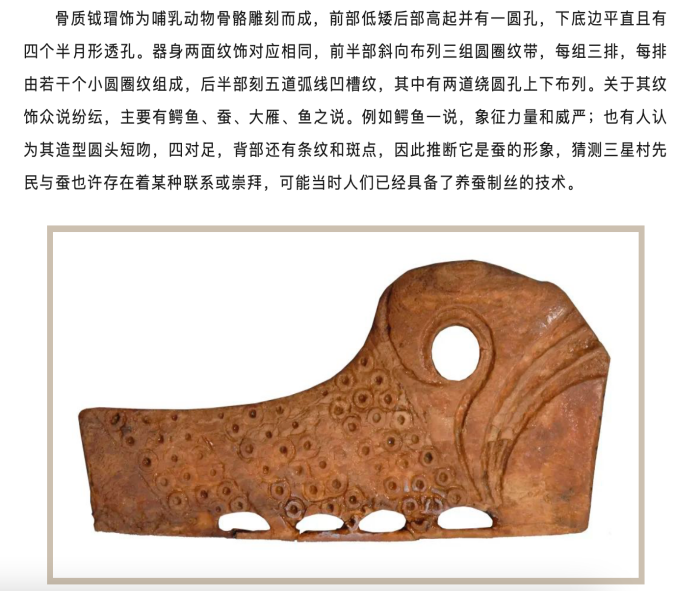 骨质钺瑁饰为哺乳动物骨骼雕刻而成，前部低矮后部高起并有一圆孔，下底边平直且有
四个半月形透孔。器身两面纹饰对应相同，前半部斜向布列三组圆圈纹带，每组三排，每排
由若干个小圆圈纹组成，后半部刻五道弧线凹槽纹，其中有两道绕圆孔上下布列。关于其纹
饰众说纷纭，主要有鳄鱼、蚕、大雁、鱼之说。例如鳄鱼一说，象征力量和威严；也有人认
为其造型圆头短吻，四对足，背部还有条纹和斑点，因此推断它是蚕的形象，猜测三星村先
民与蚕也许存在着某种联系或崇拜，可能当时人们已经具备了养蚕制丝的技术。